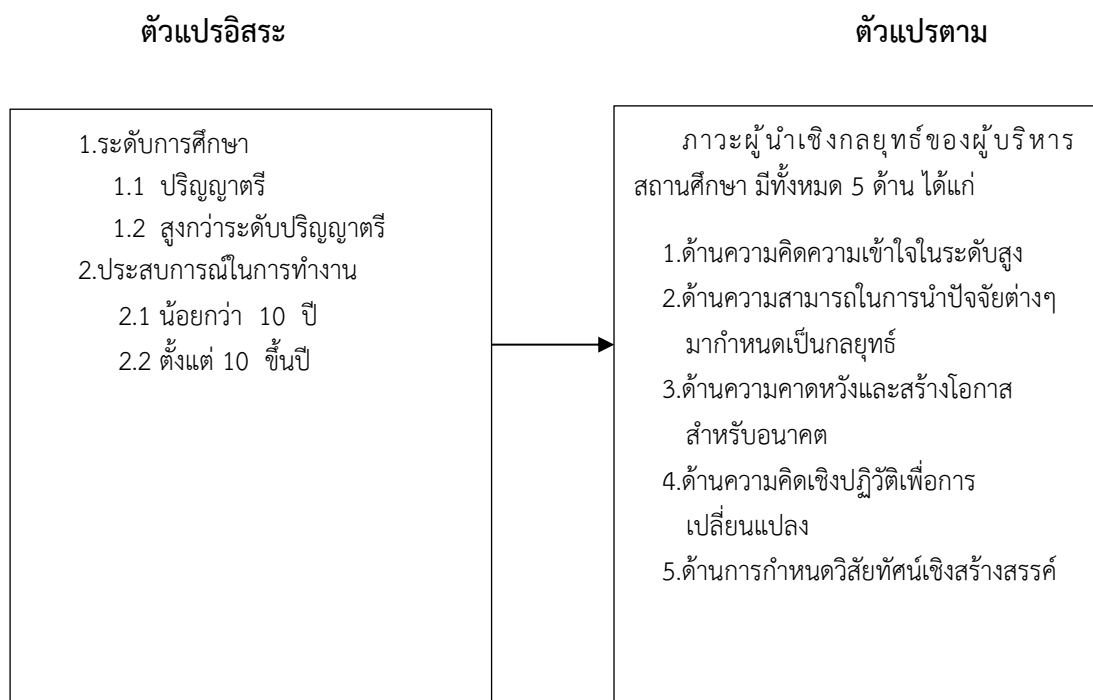 ตัวแปรอิสระ
ตัวแปรตาม
1.ระดับการศึกษา
1.1 ปริญญาตรี
1.2 สูงกว่าระดับปริญญาตรี
2.ประสบการณ์ในการทำงาน
2.1 น้อยกว่า 10 ปี
2.2 ตั้งแต่ 10 ขึ้นปี
ภาวะผู้นำเชิงกลยุทธ์ของผู้บริหาร
สถานศึกษา มีทั้งหมด 5 ด้าน ได้แก่
1.ด้านความคิดความเข้าใจในระดับสูง
2.ด้านความสามารถในการนำปัจจัยต่างๆ
มากำหนดเป็นกลยุทธ์
3.ด้านความคาดหวังและสร้างโอกาส
สำหรับอนาคต
4.ด้านความคิดเชิงปฏิวัติเพื่อการ
เปลี่ยนแปลง
5.ด้านการกำหนดวิสัยทัศน์เชิงสร้างสรรค์